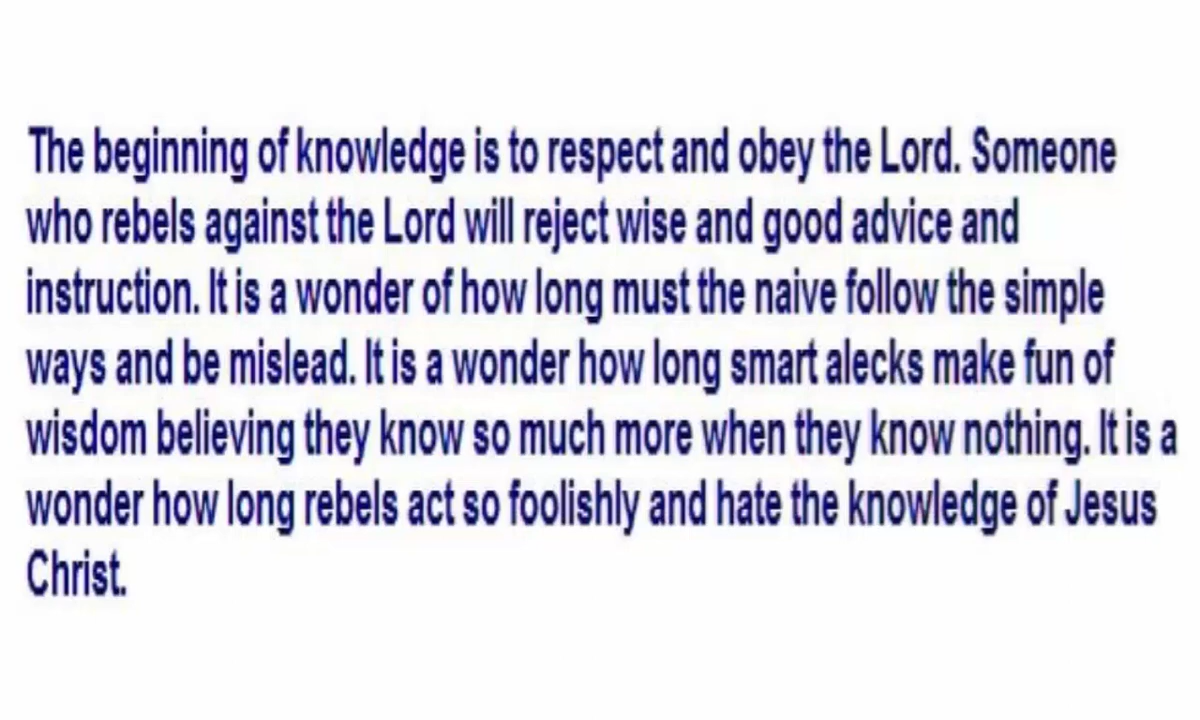 The beginning of knowledge is to respect and obey the Lord. Someone
who rebels against the Lord will reject wise and good advice and
instruction. It is a wonder of how long must the naive follow the simple
ways and be mislead. It is a wonder how long smart alecks make fun of
wisdom believing they know so much more when they know nothing. It is a
wonder how long rebels act so foolishly and hate the knowledge of Jesus
Christ.